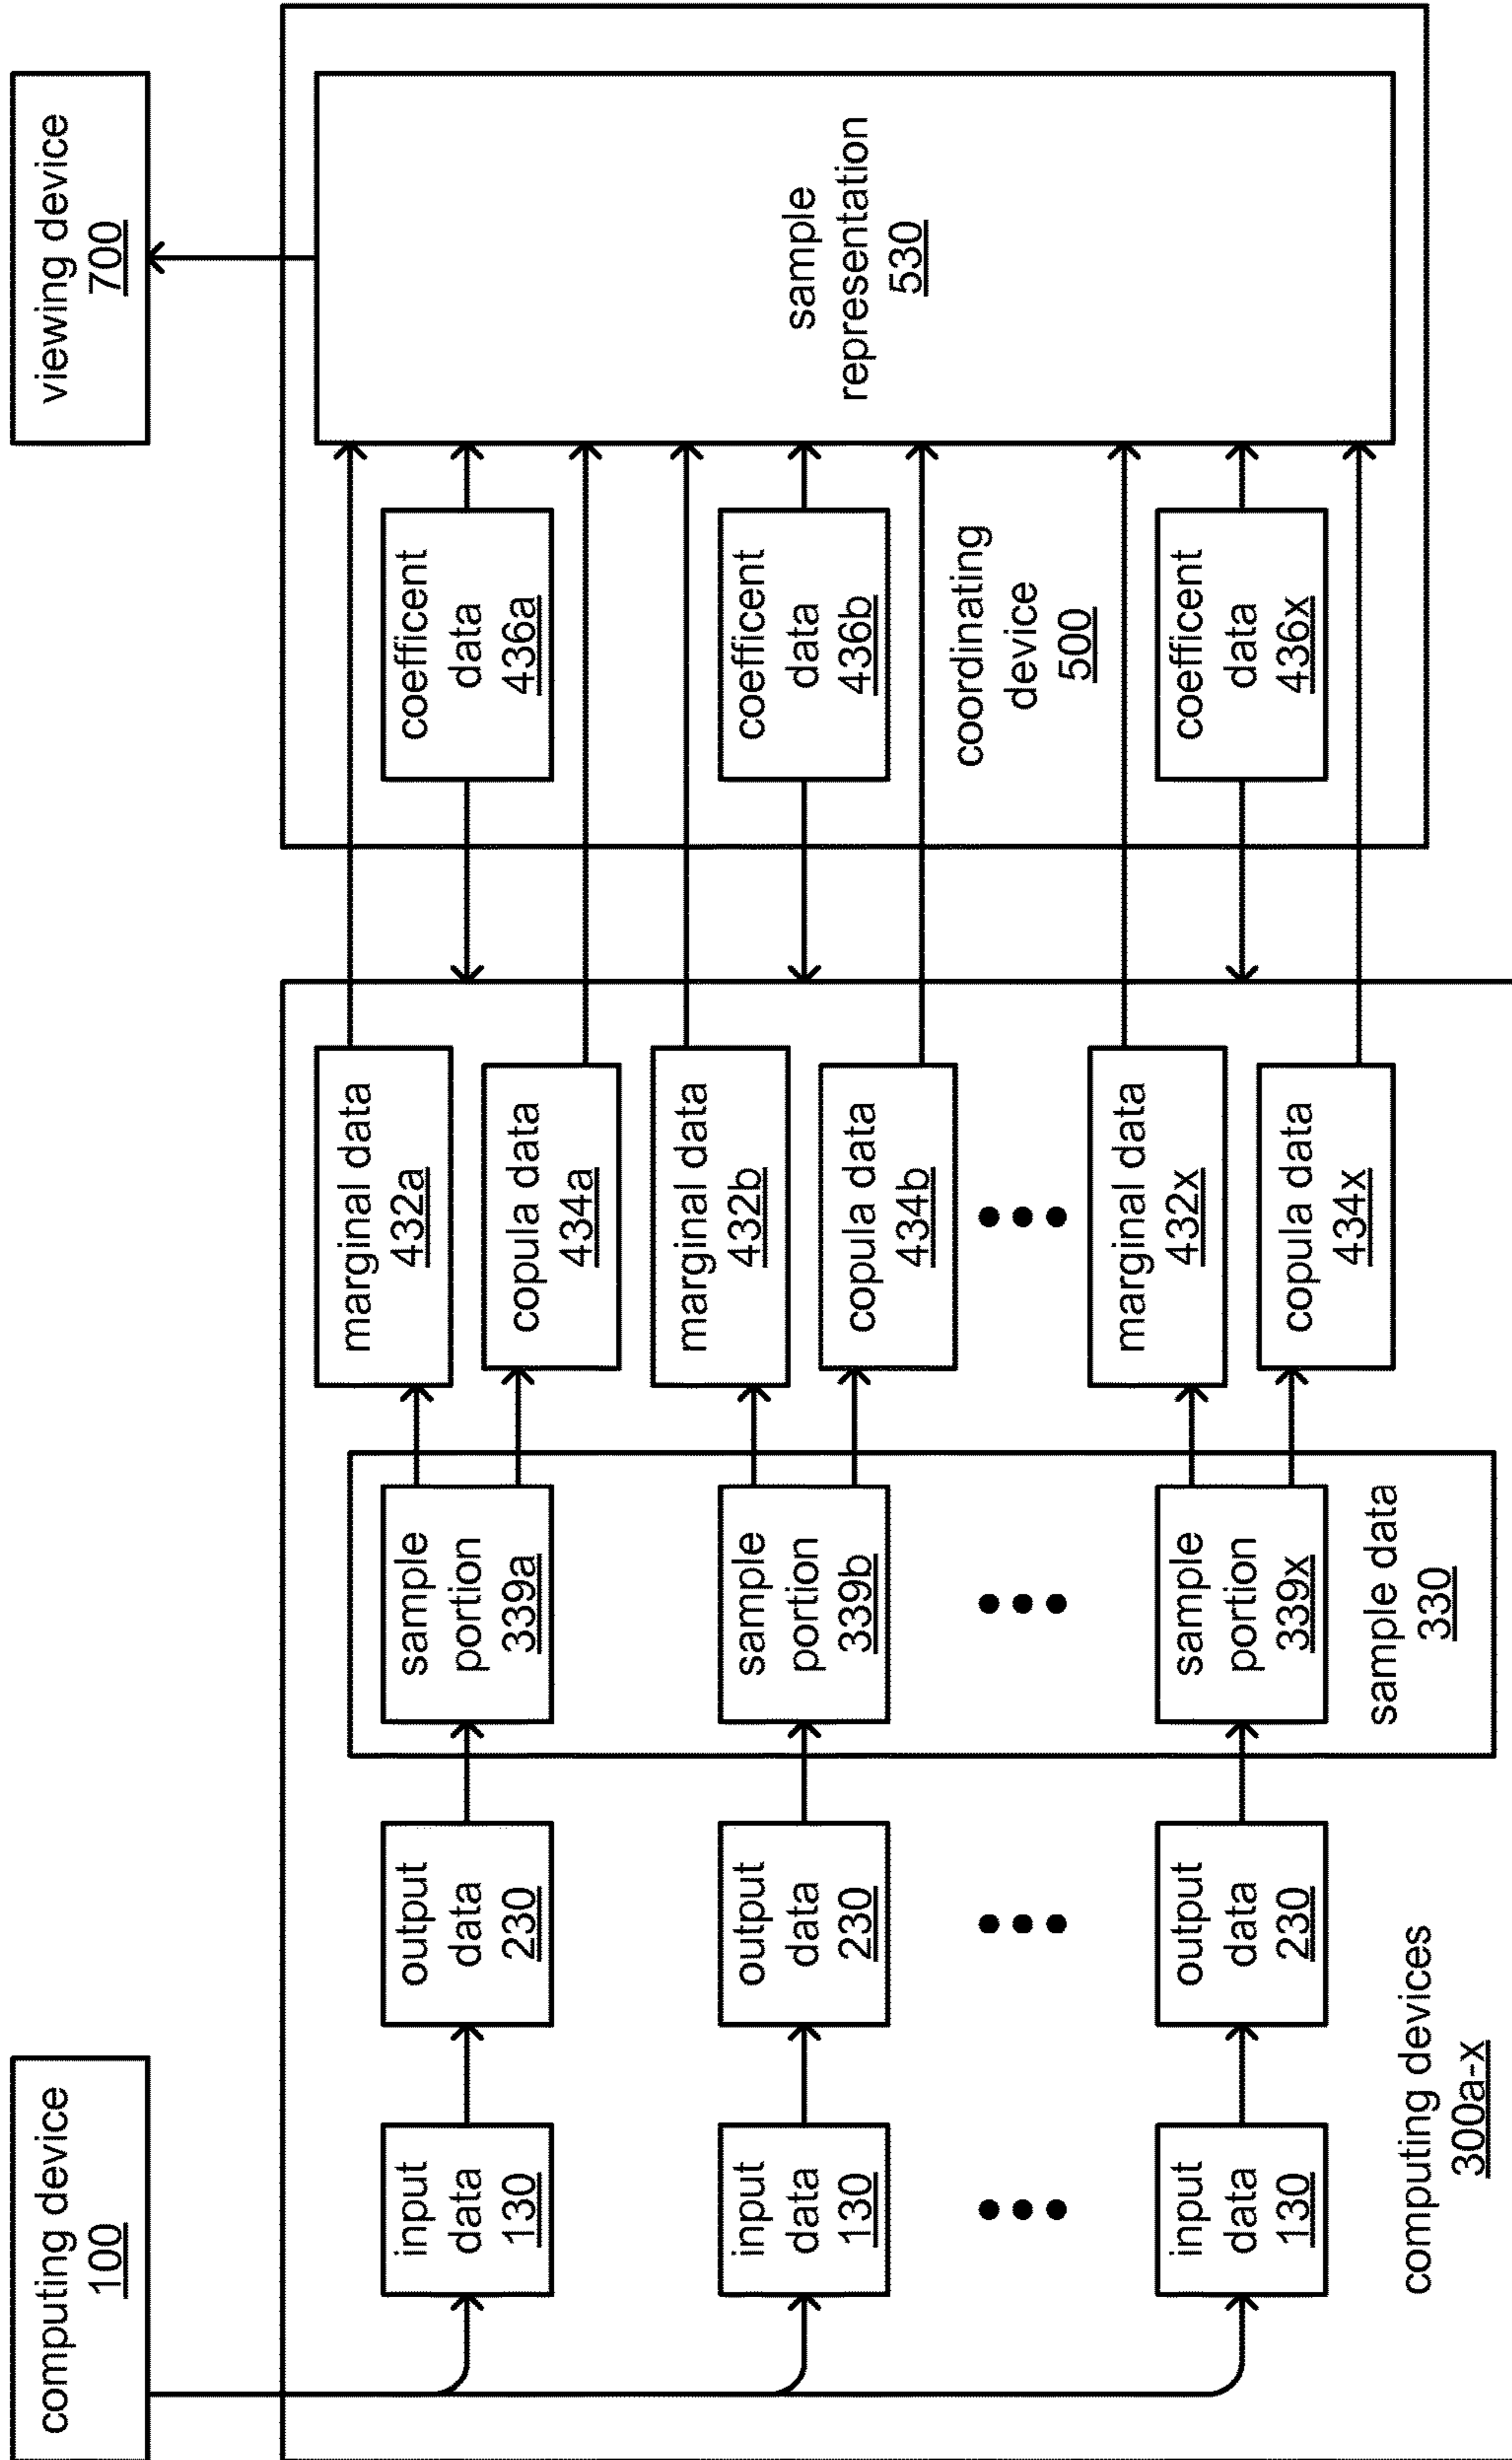 computing device
100
viewing device
700
input
data
130
output
data
230
sample
portion
339a
marginal data
432a
copula data
434a
coefficent
data
436a
input
data
130
output
data
230
sample
portion
339b
marginal data
432b
copula data
434b
coefficent
data
436b
sample
representation
530
coordinating
device
500
input
data
130
output
data
230
sample
portion
339x
marginal data
432x
copula data
434x
coefficent
data
436x
sample data
330
computing devices
300a-x